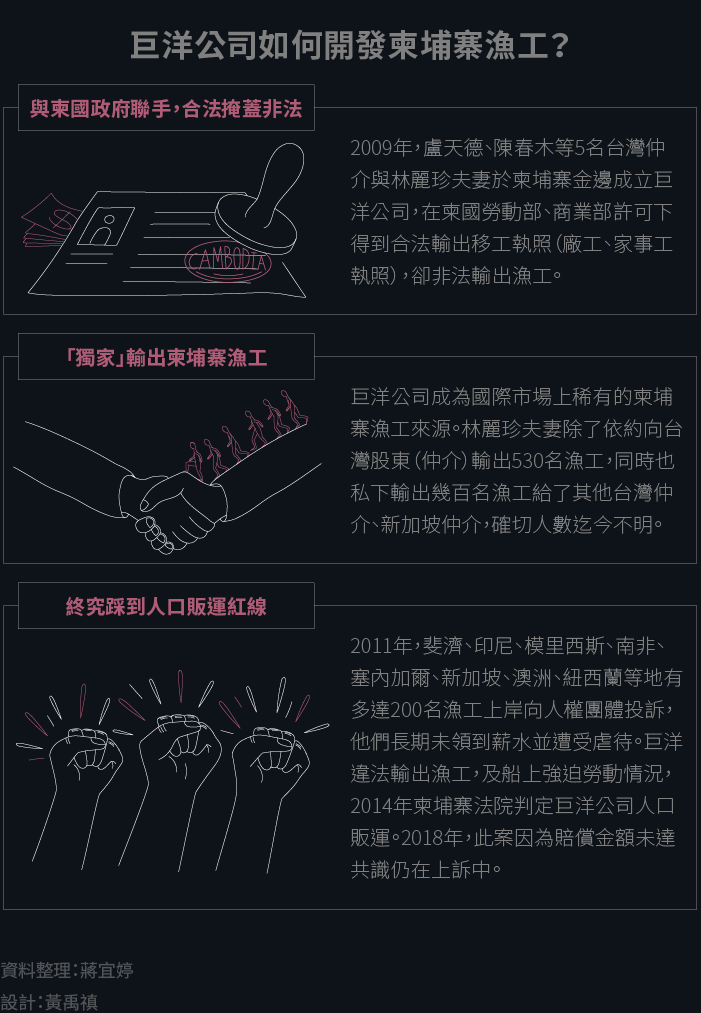 巨洋公司如何開發柬埔寨漁工？
與柬國政府聯手，合法掩蓋非法
2009年，盧天德、陳春木等5名台灣仲
介與林麗珍夫妻於柬埔寨金邊成立巨
洋公司，在柬國勞動部、商業部許可下
得到合法輸出移工執照（廠工、家事工
執照），卻非法輸出漁工。
CAMBODIA
「獨家」輸出柬埔寨漁工
巨洋公司成為國際市場上稀有的柬埔
寨漁工來源。林麗珍夫妻除了依約向台
灣股東（仲介）輸出530名漁工，同時也
私下輸出幾百名漁工給了其他台灣仲
介、新加坡仲介，確切人數迄今不明。
終究踩到人口販運紅線
2011年，斐濟、印尼、模里西斯、南非、
塞內加爾、新加坡、澳洲、紐西蘭等地有
多達200名漁工上岸向人權團體投訴，
他們長期未領到薪水並遭受虐待。巨洋
違法輸出漁工，及船上強迫勞動情況，
2014年柬埔寨法院判定巨洋公司人口
販運。2018年，此案因為賠償金額未達
共識仍在上訴中。
資料整理：蔣宜婷
設計：黃禹禛